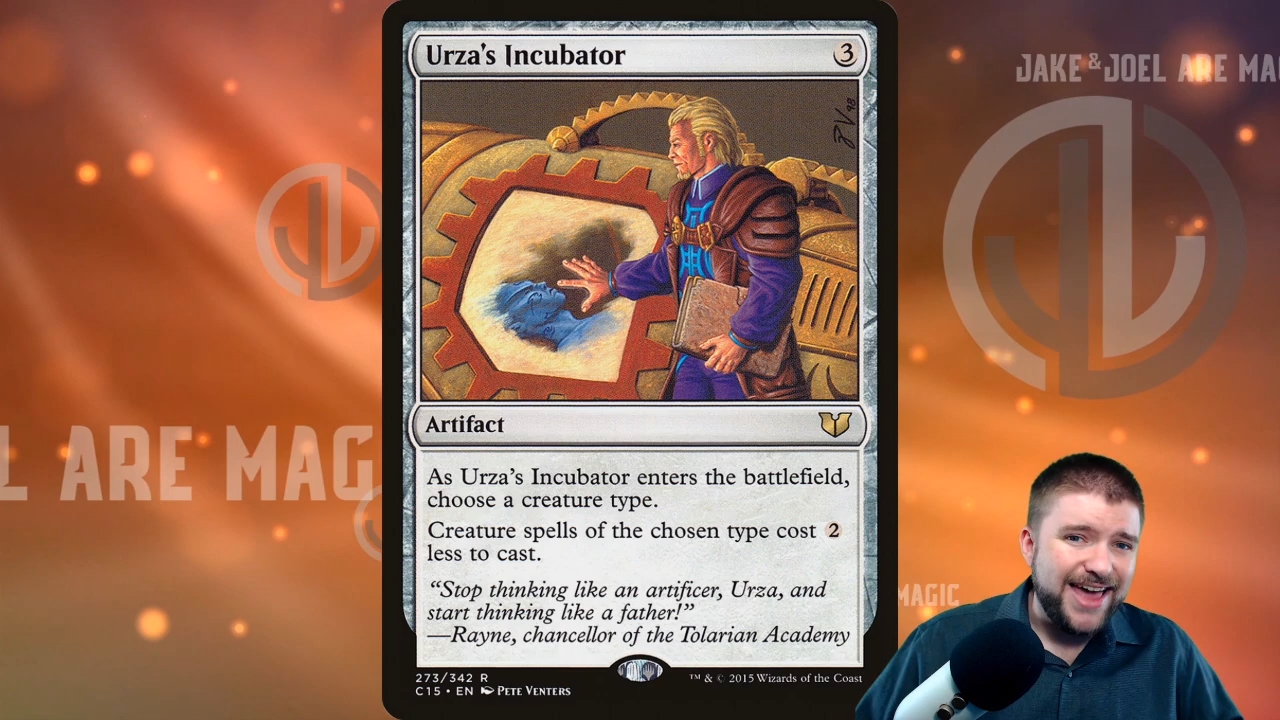 JAKE & JOEL ARE MA
L ARE MAG
MAGIC
Urza's Incubator 3
PV 98
Artifact
As Urza's Incubator enters the battlefield,
choose a creature type.
Creature spells of the chosen type cost 2
less to cast.
"Stop thinking like an artificer, Urza, and
start thinking like a father!"
—Rayne, chancellor of the Tolarian Academy
273/342 R
C15 • EN PETE VENTERS
™ & © 2015 Wizards of the Coast